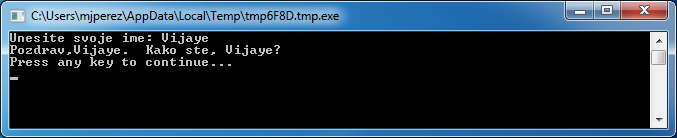 C:\Users\mjperez\AppData\Local\Temp\tmp6F8D.tmp.exe
Unesite svoje ime: Vijaye
Pozdrav,Vijaye.  Kako ste, Vijaye?
Press any key to continue...